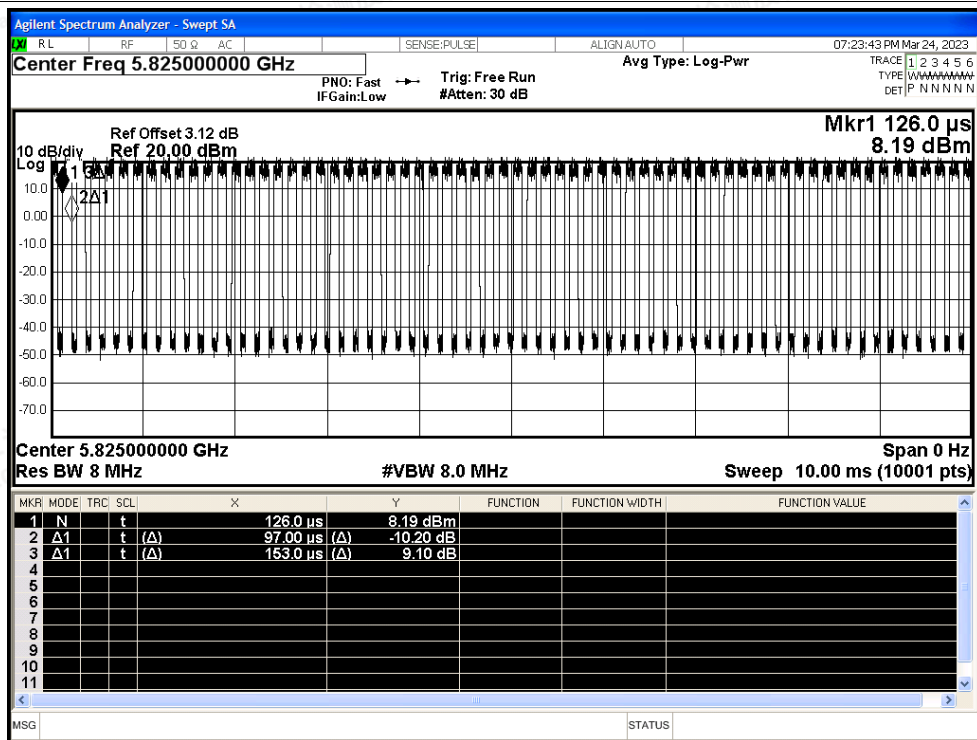 Agilent Spectrum Analyzer - Swept SA
LXI RL RF 50 Ω AC SENSE:PULSE ALIGN AUTO 07:23:43 PM Mar 24, 2023
Center Freq 5.825000000 GHz Avg Type: Log-Pwr TRACE 1 2 3 4 5 6
PNO: Fast Trig: Free Run TYPE WWWWWW
IFGain:Low #Atten: 30 dB DET P N N N N N
Mkr1 126.0 µs
Ref Offset 3.12 dB
10 dB/div Ref 20.00 dBm 8.19 dBm
Log
1 3Δ1
10.0
2Δ1
0.00
-10.0
-20.0
-30.0
-40.0
-50.0
-60.0
-70.0
Center 5.825000000 GHz Span 0 Hz
Res BW 8 MHz #VBW 8.0 MHz Sweep 10.00 ms (10001 pts)
MKR MODE TRC SCL X Y FUNCTION FUNCTION WIDTH FUNCTION VALUE
1 N t 126.0 µs 8.19 dBm
2 Δ1 t (Δ) 97.00 µs (Δ) -10.20 dB
3 Δ1 t (Δ) 153.0 µs (Δ) 9.10 dB
4
5
6
7
8
9
10
11
MSG STATUS